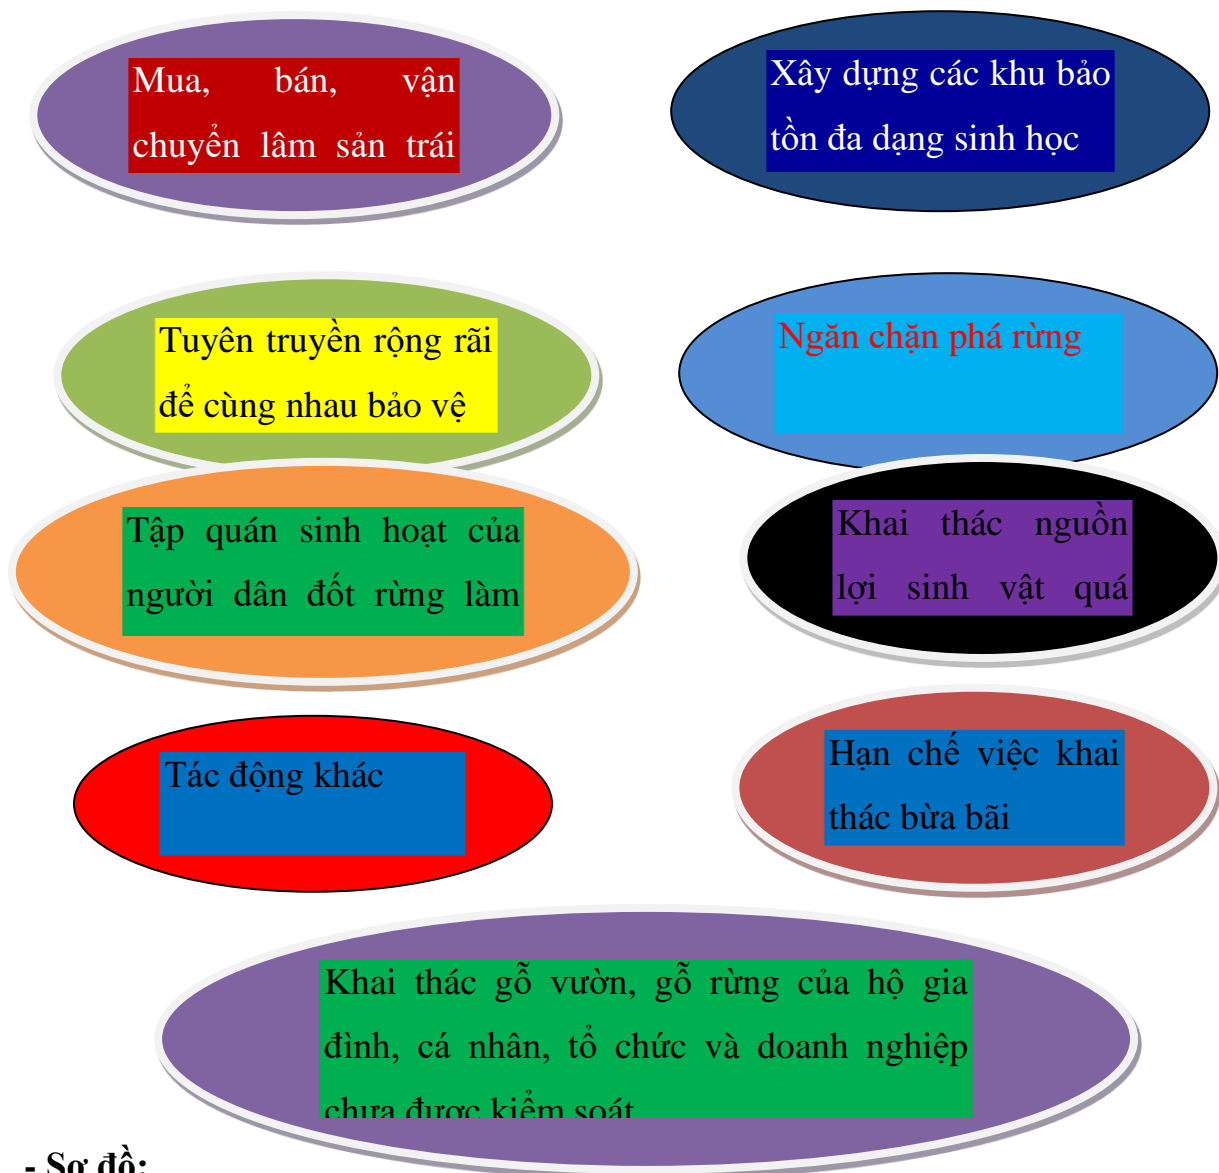 Mua, bán, vận
chuyển lâm sản trái
Xây dựng các khu bảo
tồn đa dạng sinh học
Tuyên truyền rộng rãi
để cùng nhau bảo vệ
Ngăn chặn phá rừng
Tập quán sinh hoạt của
người dân đốt rừng làm
Khai thác nguồn
lợi sinh vật quá
Tác động khác
Hạn chế việc khai
thác bừa bãi
Khai thác gỗ vườn, gỗ rừng của hộ gia
đình, cá nhân, tổ chức và doanh nghiệp
chưa được kiểm soát
- Sơ đồ: